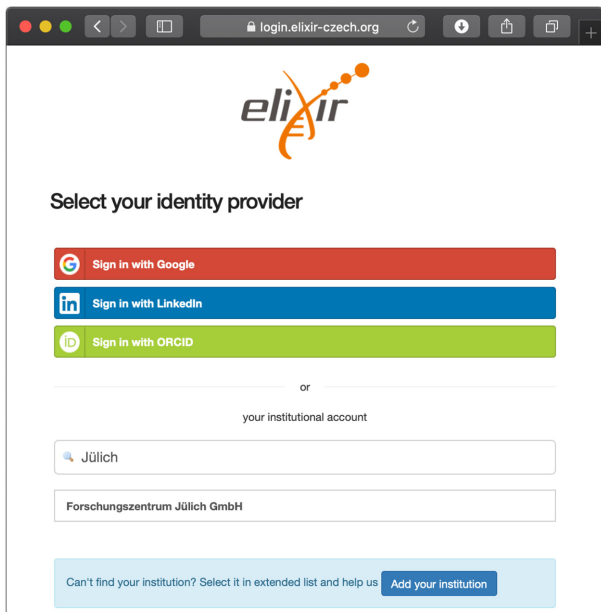 login.elixir-czech.org
elixir
Select your identity provider
Sign in with Google
Sign in with LinkedIn
Sign in with ORCID
or
your institutional account
Jülich
Forschungszentrum Jülich GmbH
Can't find your institution? Select it in extended list and help us Add your institution